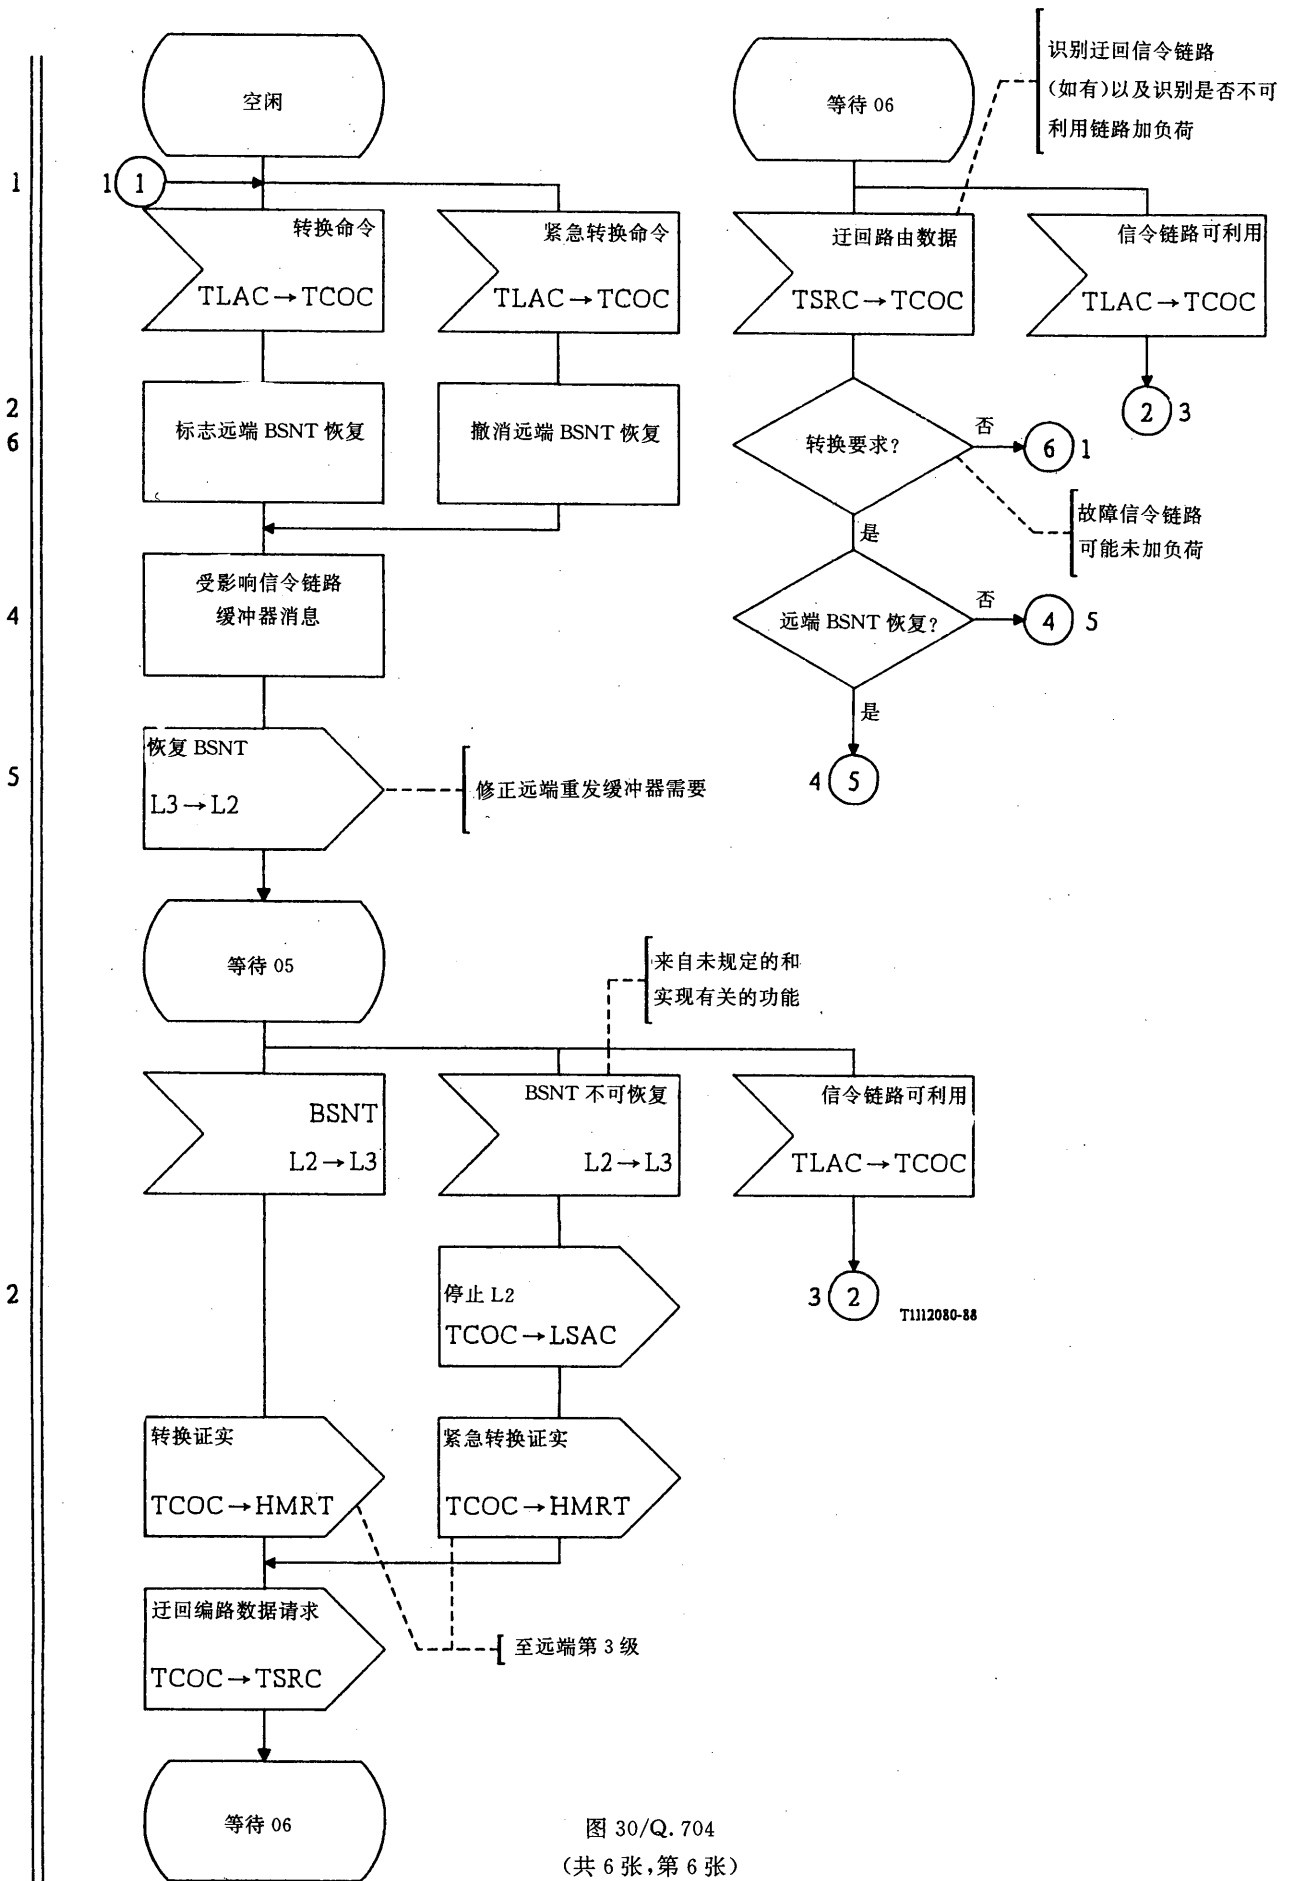 空闲
1
1
1
转换命令
TLAC→TCOC
紧急转换命令
TLAC→TCOC
2
6
标志远端 BSNT 恢复
撤消远端 BSNT 恢复
4
受影响信令链路
缓冲器消息
5
恢复 BSNT
L3→L2
修正远端重发缓冲器需要
等待 05
来自未规定的和
实现有关的功能
BSNT
L2→L3
BSNT 不可恢复
L2→L3
信令链路可利用
TLAC→TCOC
2
停止 L2
TCOC→LSAC
3
2
T1112080-88
转换证实
TCOC→HMRT
紧急转换证实
TCOC→HMRT
迂回编路数据请求
TCOC→TSRC
至远端第 3 级
等待 06
等待 06
识别迂回信令链路
(如有)以及识别是否不可
利用链路加负荷
迂回路由数据
TSRC→TCOC
信令链路可利用
TLAC→TCOC
2
3
转换要求?
否
6
1
故障信令链路
可能未加负荷
是
远端 BSNT 恢复?
否
4
5
是
4
5
图 30/Q.704
(共 6 张,第 6 张)